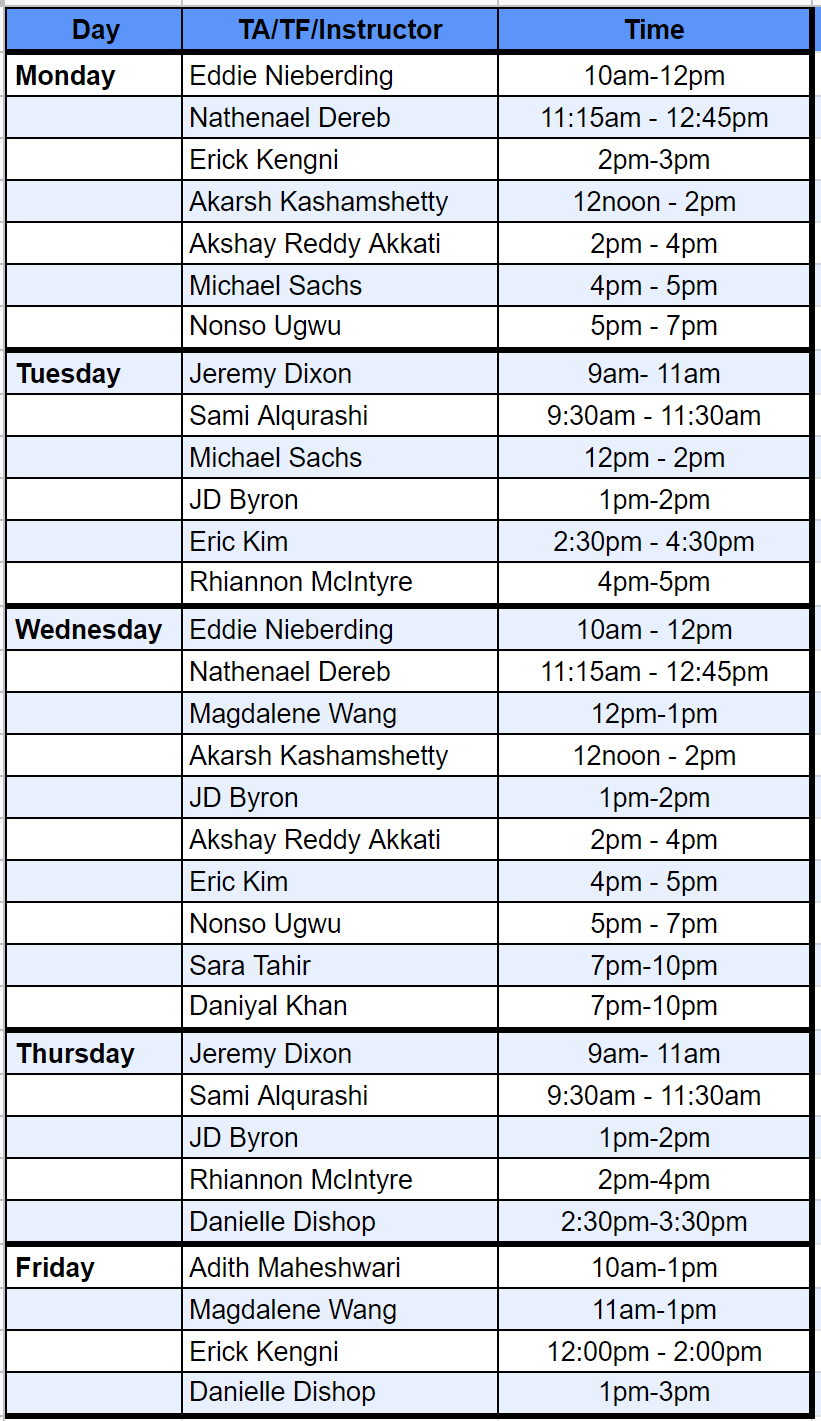 Day TA/TF/Instructor Time
Monday Eddie Nieberding 10am-12pm
Nathenael Dereb 11:15am - 12:45pm
Erick Kengni 2pm-3pm
Akarsh Kashamshetty 12noon - 2pm
Akshay Reddy Akkati 2pm - 4pm
Michael Sachs 4pm - 5pm
Nonso Ugwu 5pm - 7pm
Tuesday Jeremy Dixon 9am- 11am
Sami Alqurashi 9:30am - 11:30am
Michael Sachs 12pm - 2pm
JD Byron 1pm-2pm
Eric Kim 2:30pm - 4:30pm
Rhiannon McIntyre 4pm-5pm
Wednesday Eddie Nieberding 10am - 12pm
Nathenael Dereb 11:15am - 12:45pm
Magdalene Wang 12pm-1pm
Akarsh Kashamshetty 12noon - 2pm
JD Byron 1pm-2pm
Akshay Reddy Akkati 2pm - 4pm
Eric Kim 4pm - 5pm
Nonso Ugwu 5pm - 7pm
Sara Tahir 7pm-10pm
Daniyal Khan 7pm-10pm
Thursday Jeremy Dixon 9am- 11am
Sami Alqurashi 9:30am - 11:30am
JD Byron 1pm-2pm
Rhiannon McIntyre 2pm-4pm
Danielle Dishop 2:30pm-3:30pm
Friday Adith Maheshwari 10am-1pm
Magdalene Wang 11am-1pm
Erick Kengni 12:00pm - 2:00pm
Danielle Dishop 1pm-3pm